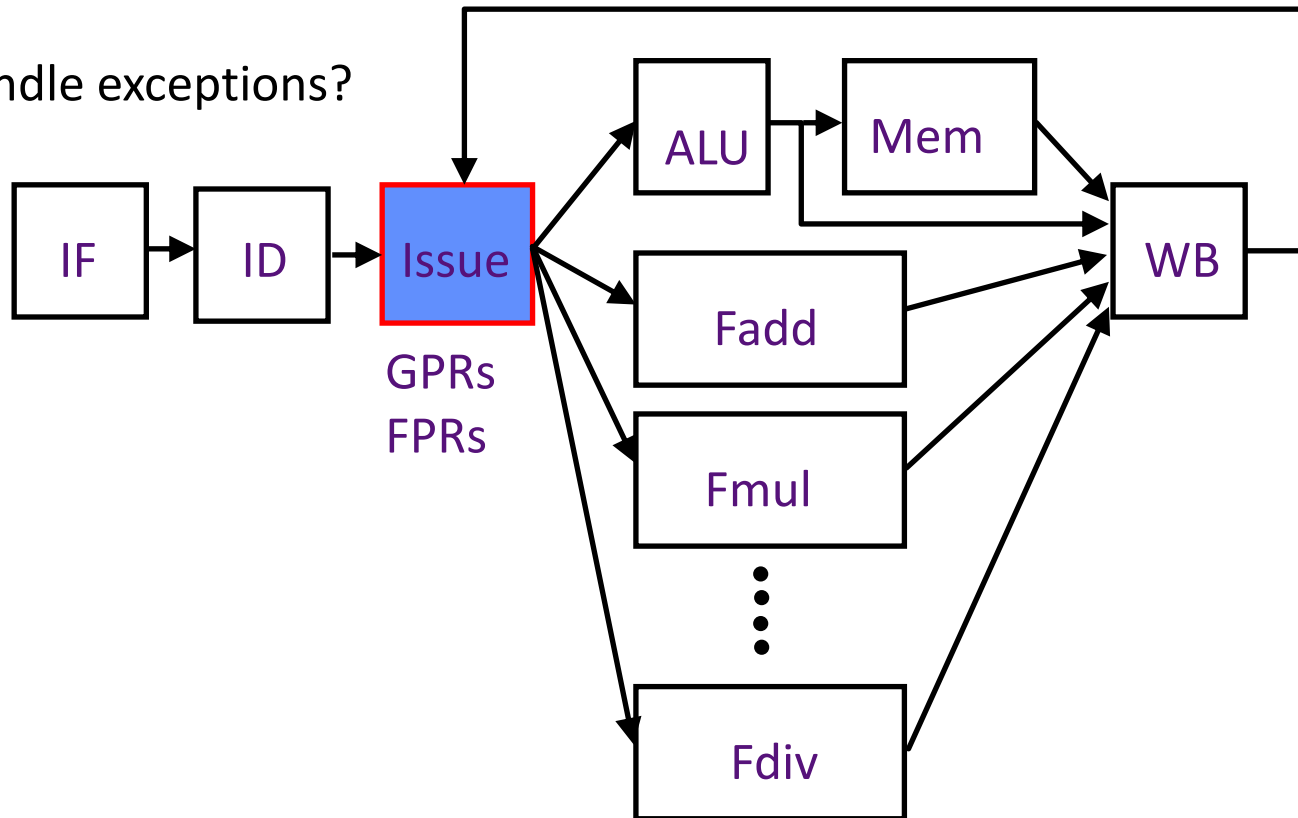 ndle exceptions?
ALU
Mem
IF
ID
Issue
WB
GPRs
FPRs
Fadd
Fmul
Fdiv